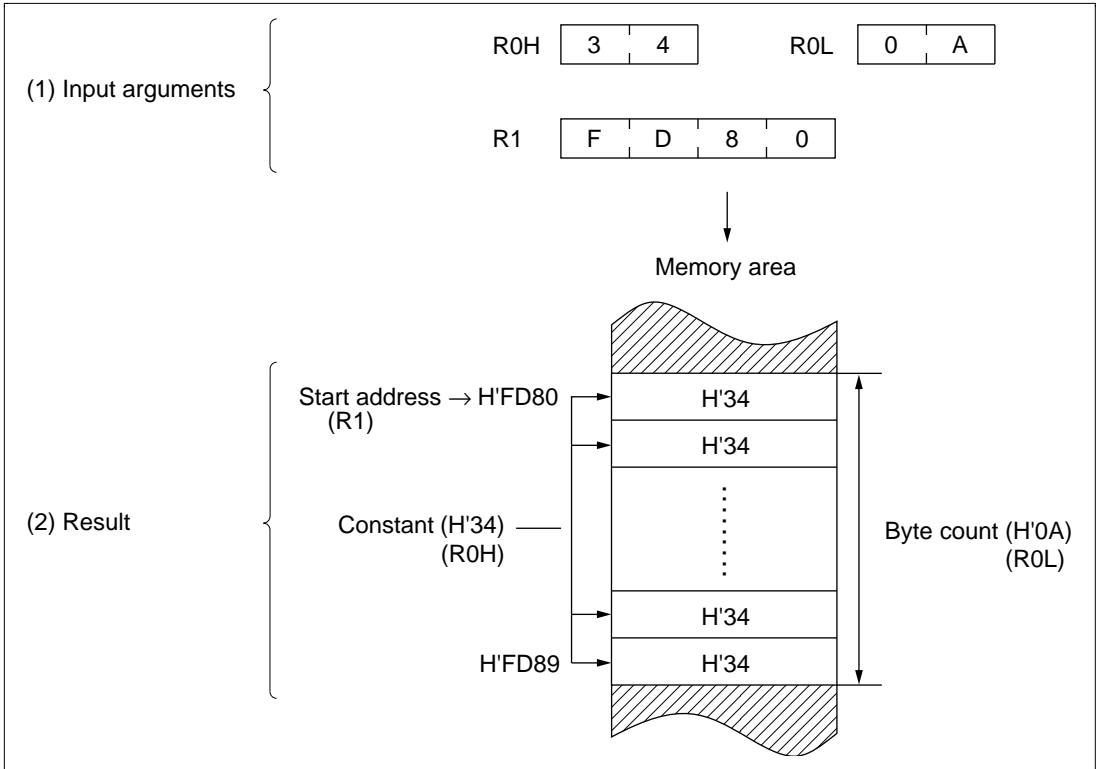 R0H 3 4 R0L 0 A
(1) Input arguments
R1 F D 8 0
Memory area
Start address → H'FD80 H'34
(R1)
H'34
(2) Result
Constant (H'34)
(R0H)
Byte count (H'0A)
(R0L)
H'34
H'FD89 H'34